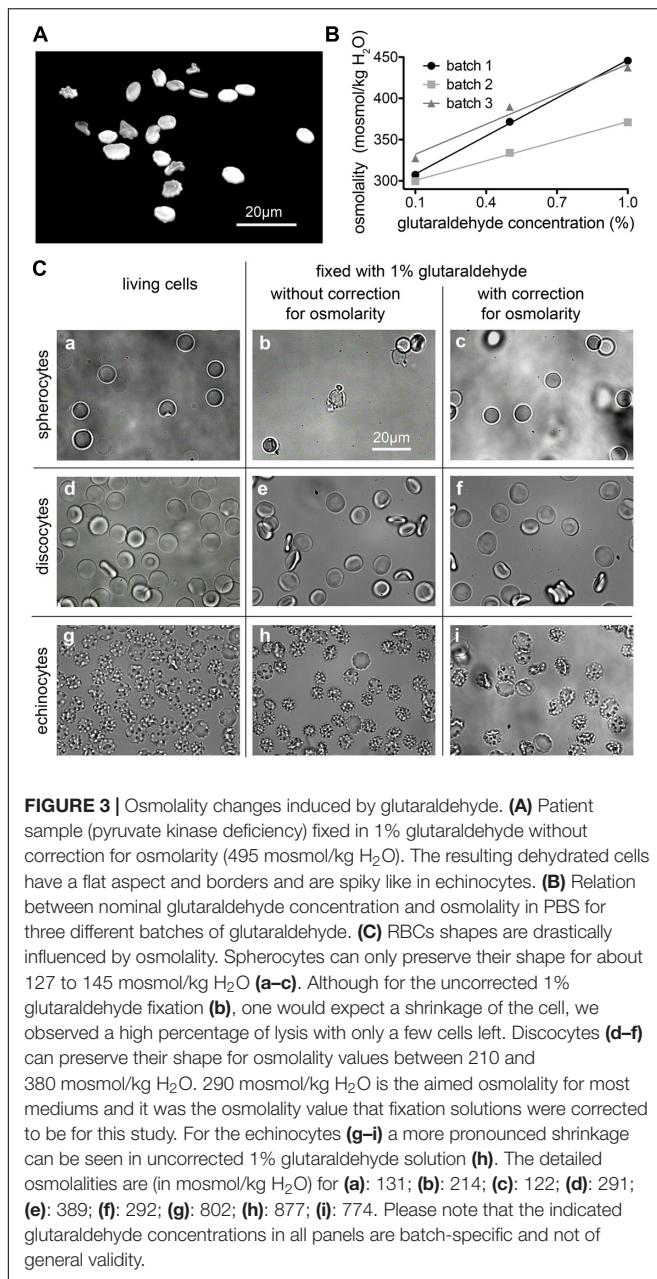 A
20µm
B
osmolality (mosmol/kg H2O)
450
400
350
300
batch 1
batch 2
batch 3
0.1
0.4
0.7
1.0
glutaraldehyde concentration (%)
C
living cells
fixed with 1% glutaraldehyde
without correction
for osmolarity
with correction
for osmolarity
spherocytes
a
b
20µm
c
discocytes
d
e
f
echinocytes
g
h
i
FIGURE 3 | Osmolality changes induced by glutaraldehyde. (A) Patient
sample (pyruvate kinase deficiency) fixed in 1% glutaraldehyde without
correction for osmolarity (495 mosmol/kg H2O). The resulting dehydrated cells
have a flat aspect and borders and are spiky like in echinocytes. (B) Relation
between nominal glutaraldehyde concentration and osmolality in PBS for
three different batches of glutaraldehyde. (C) RBCs shapes are drastically
influenced by osmolality. Spherocytes can only preserve their shape for about
127 to 145 mosmol/kg H2O (a–c). Although for the uncorrected 1%
glutaraldehyde fixation (b), one would expect a shrinkage of the cell, we
observed a high percentage of lysis with only a few cells left. Discocytes (d–f)
can preserve their shape for osmolality values between 210 and
380 mosmol/kg H2O. 290 mosmol/kg H2O is the aimed osmolality for most
mediums and it was the osmolality value that fixation solutions were corrected
to be for this study. For the echinocytes (g–i) a more pronounced shrinkage
can be seen in uncorrected 1% glutaraldehyde solution (h). The detailed
osmolalities are (in mosmol/kg H2O) for (a): 131; (b): 214; (c): 122; (d): 291;
(e): 389; (f): 292; (g): 802; (h): 877; (i): 774. Please note that the indicated
glutaraldehyde concentrations in all panels are batch-specific and not of
general validity.